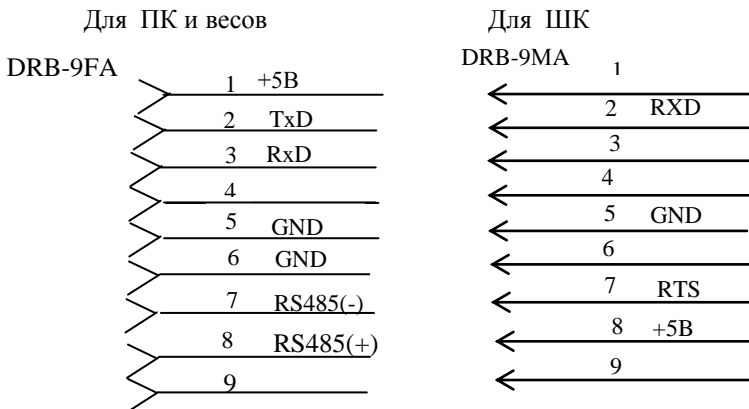 Для ПК и весов
DRB-9FA
1 +5В
2 TxD
3 RxD
4
5 GND
6 GND
7 RS485(-)
8 RS485(+)
9
Для ШК
DRB-9MA
1
2 RXD
3
4
5 GND
6
7 RTS
8 +5В
9